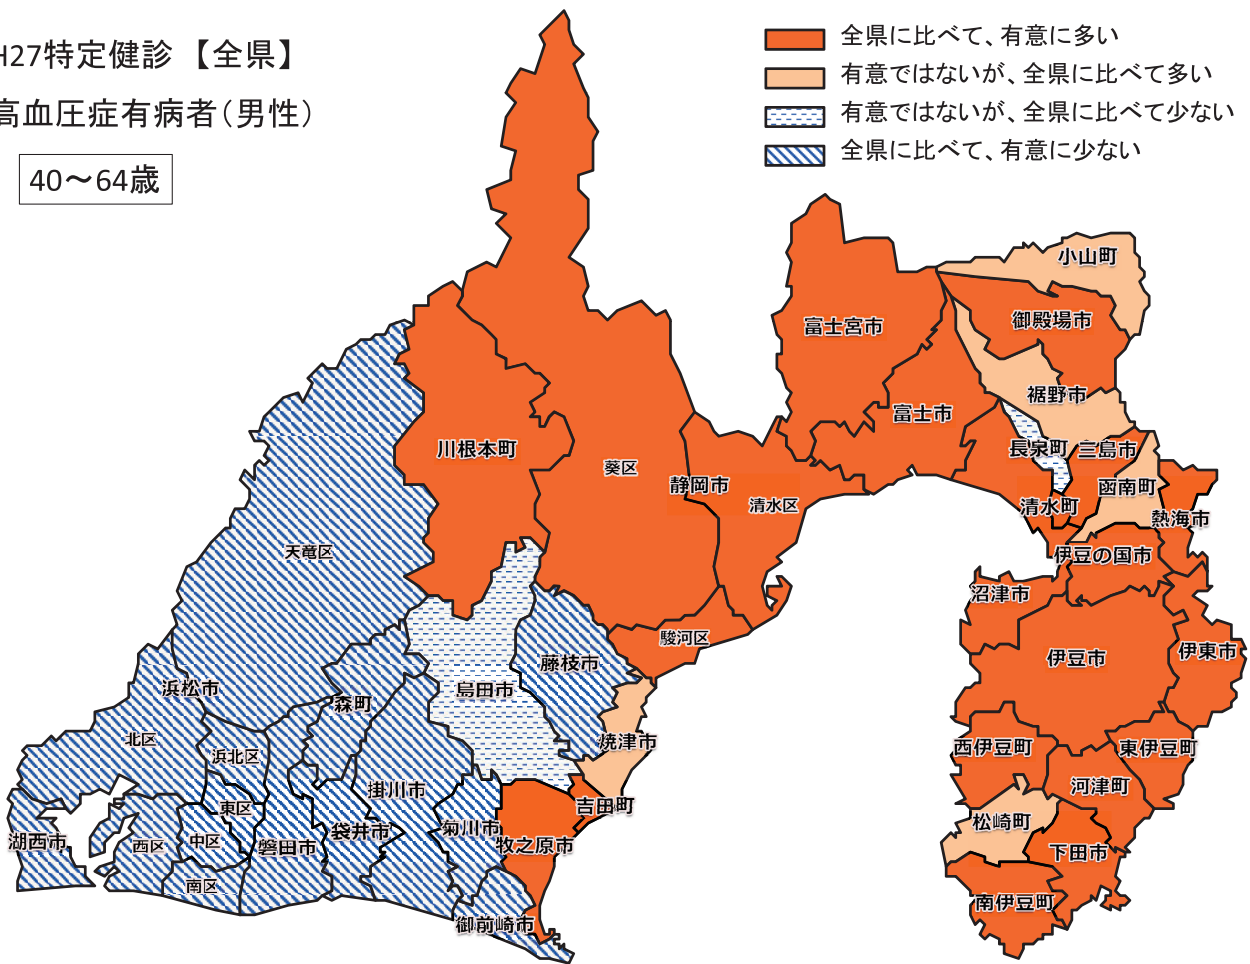 H27特定健診 【全県】
高血圧症有病者(男性)
40～64歳
全県に比べて、有意に多い
有意ではないが、全県に比べて多い
有意ではないが、全県に比べて少ない
全県に比べて、有意に少ない
小山町
御殿場市
富士宮市
裾野市
富士市
長泉町
三島市
川根本町
葵区
静岡市
清水区
函南町
清水町
熱海市
天竜区
伊豆の国市
沼津市
駿河区
伊東市
伊豆市
藤枝市
浜松市
島田市
森町
北区
焼津市
西伊豆町
東伊豆町
浜北区
河津町
掛川市
東区
吉田町
松崎町
菊川市
袋井市
湖西市
西区
中区
磐田市
牧之原市
下田市
南区
南伊豆町
御前崎市